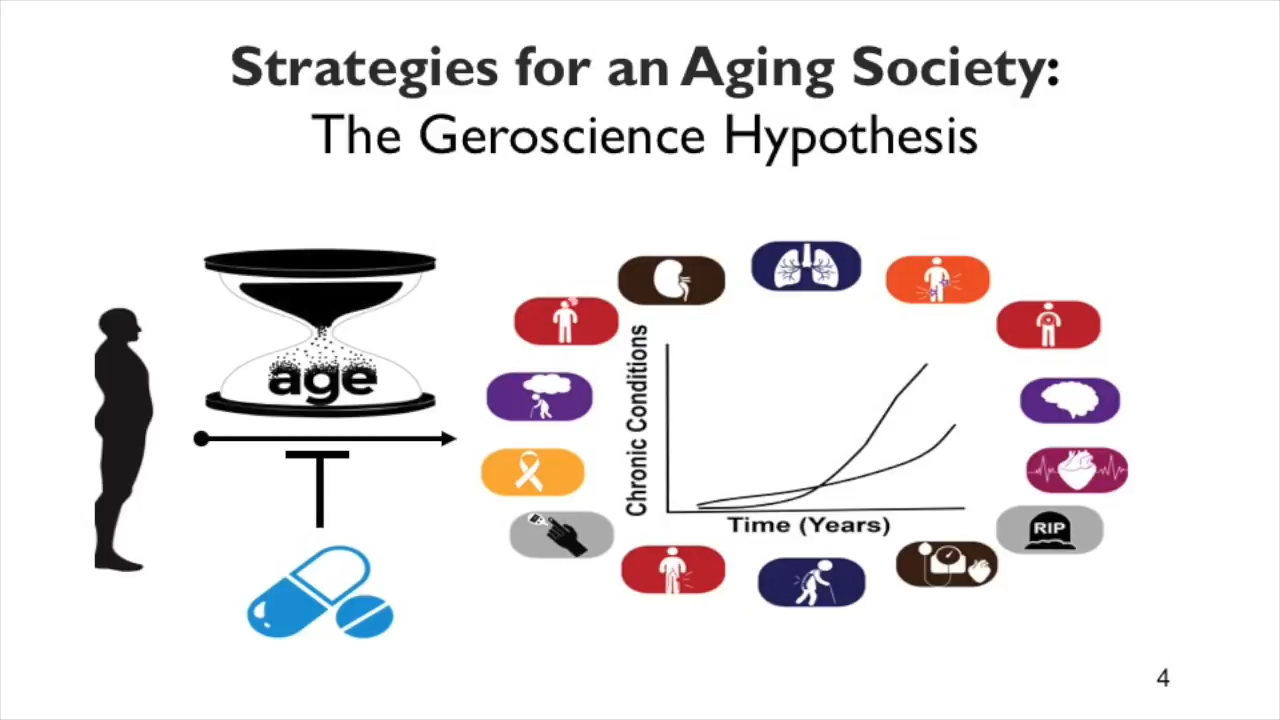 Strategies for an Aging Society:
The Geroscience Hypothesis
age
Chronic Conditions
Time (Years)
RIP
4